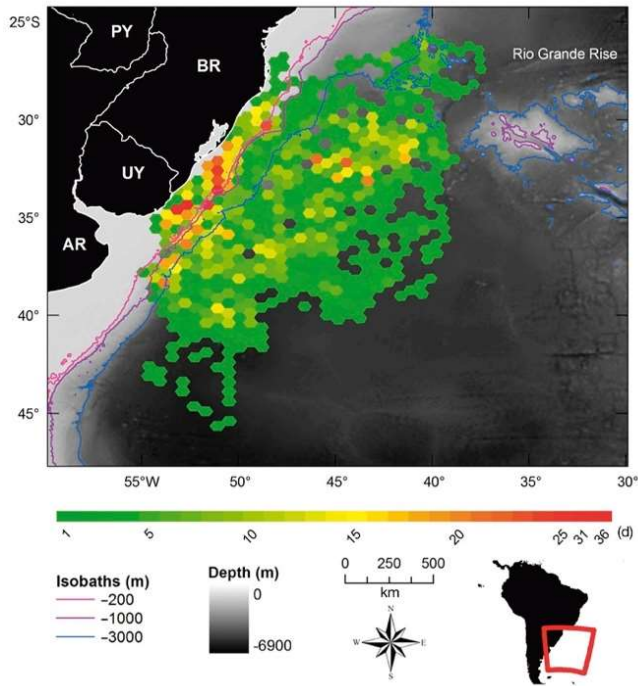 25°S
30°
35°
40°
45°
PY
BR
UY
AR
Rio Grande Rise
55°W
50°
45°
40°
35°
30°
1 5 10 15 20 25 31 36 (d)
Isobaths (m)
–200
–1000
–3000
Depth (m)
0
-6900
0 250 500
km
N
W E
S